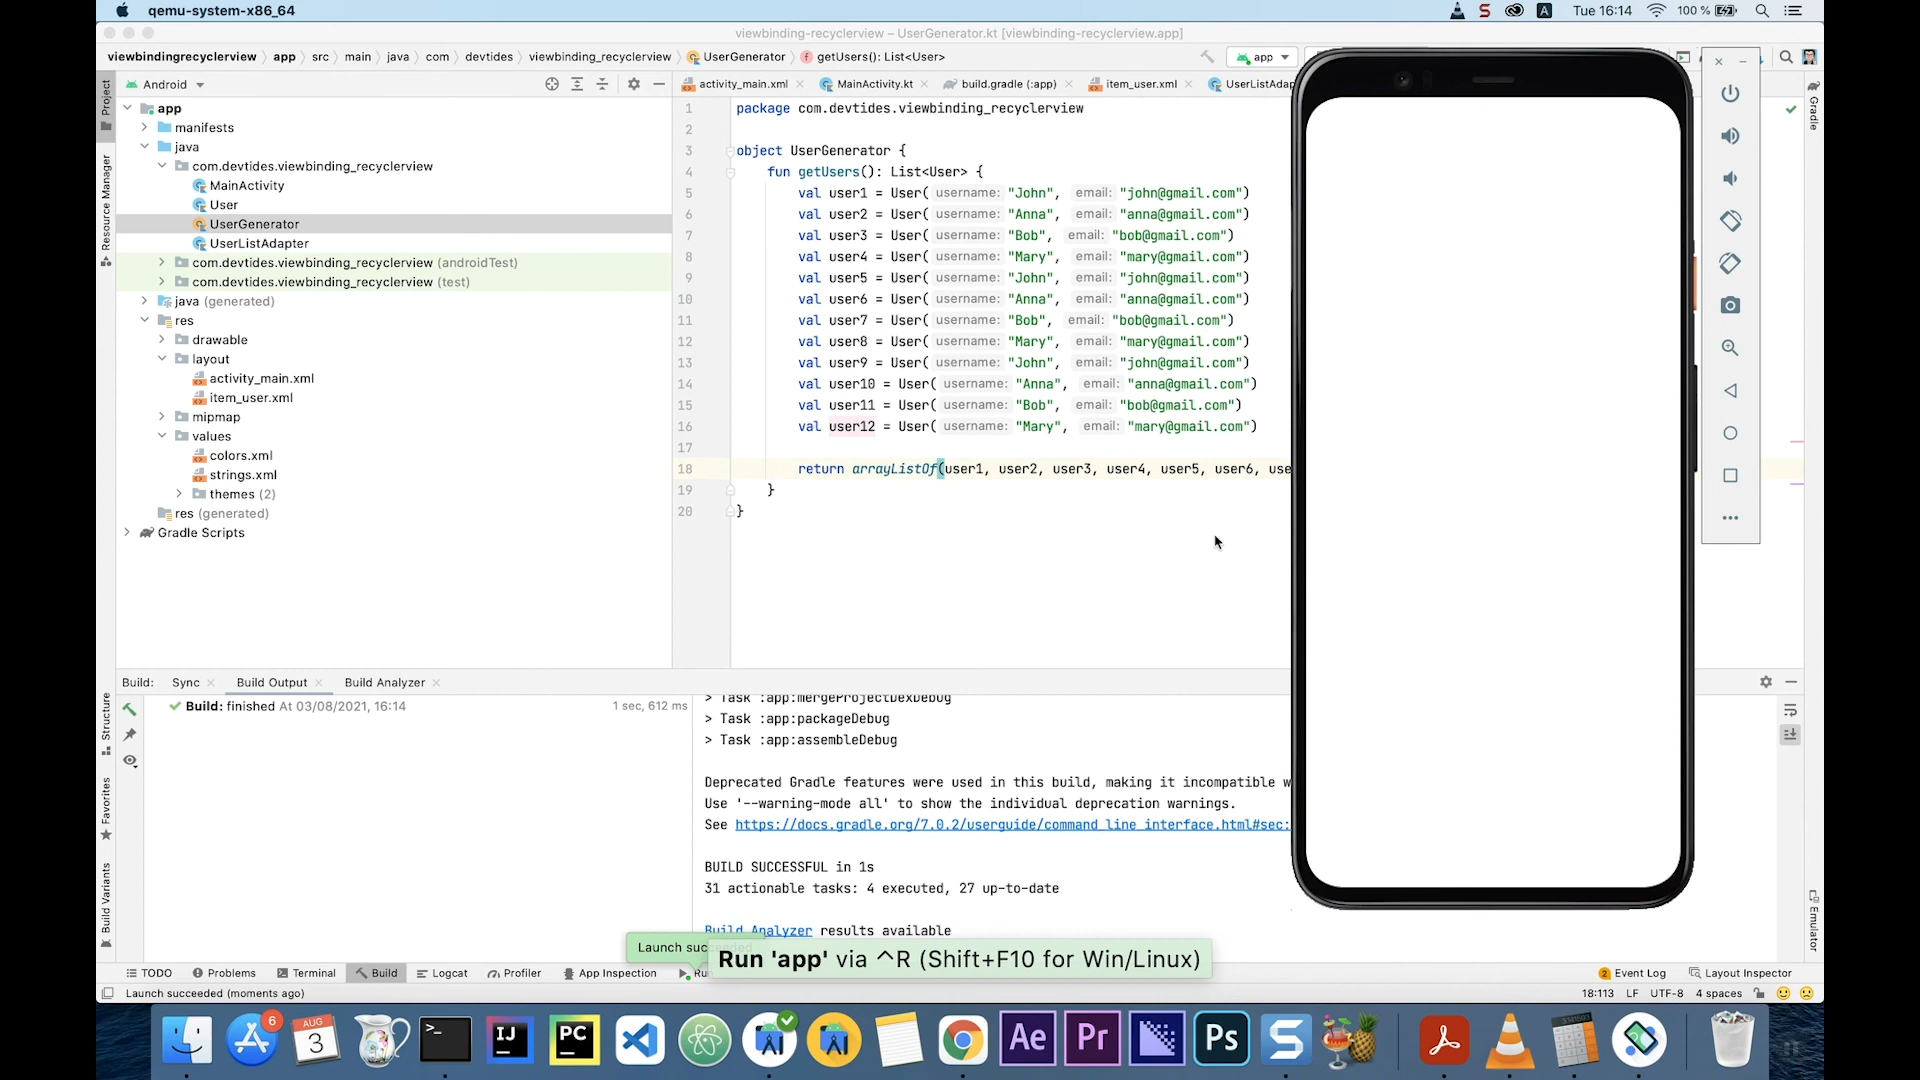 qemu-system-x86_64
Tue 16:14
100 %
viewbinding-recyclerview – UserGenerator.kt [viewbinding-recyclerview.app]
viewbindingrecyclerview
app
src
main
java
com
devtides
viewbinding_recyclerview
UserGenerator
getUsers(): List<User>
app
Android
activity_main.xml
MainActivity.kt
build.gradle (:app)
item_user.xml
UserListAdap
Project
Resource Manager
Structure
Favorites
Build Variants
Gradle
Emulator
app
manifests
java
com.devtides.viewbinding_recyclerview
MainActivity
User
UserGenerator
UserListAdapter
com.devtides.viewbinding_recyclerview (androidTest)
com.devtides.viewbinding_recyclerview (test)
java (generated)
res
drawable
layout
activity_main.xml
item_user.xml
mipmap
values
colors.xml
strings.xml
themes (2)
res (generated)
Gradle Scripts
1 package com.devtides.viewbinding_recyclerview
2
3 object UserGenerator {
4 fun getUsers(): List<User> {
5 val user1 = User( username: "John", email: "john@gmail.com")
6 val user2 = User( username: "Anna", email: "anna@gmail.com")
7 val user3 = User( username: "Bob", email: "bob@gmail.com")
8 val user4 = User( username: "Mary", email: "mary@gmail.com")
9 val user5 = User( username: "John", email: "john@gmail.com")
10 val user6 = User( username: "Anna", email: "anna@gmail.com")
11 val user7 = User( username: "Bob", email: "bob@gmail.com")
12 val user8 = User( username: "Mary", email: "mary@gmail.com")
13 val user9 = User( username: "John", email: "john@gmail.com")
14 val user10 = User( username: "Anna", email: "anna@gmail.com")
15 val user11 = User( username: "Bob", email: "bob@gmail.com")
16 val user12 = User( username: "Mary", email: "mary@gmail.com")
17
18 return arrayListOf(user1, user2, user3, user4, user5, user6, use
19 }
20 }
Build:
Sync
Build Output
Build Analyzer
Build: finished At 03/08/2021, 16:14
1 sec, 612 ms
> Task :app:mergeProjectDexDebug
> Task :app:packageDebug
> Task :app:assembleDebug
Deprecated Gradle features were used in this build, making it incompatible w
Use '--warning-mode all' to show the individual deprecation warnings.
See https://docs.gradle.org/7.0.2/userguide/command_line_interface.html#sec:
BUILD SUCCESSFUL in 1s
31 actionable tasks: 4 executed, 27 up-to-date
Build Analyzer results available
Launch suc
Run 'app' via ^R (Shift+F10 for Win/Linux)
TODO
Problems
Terminal
Build
Logcat
Profiler
App Inspection
Run
2 Event Log
Layout Inspector
Launch succeeded (moments ago)
18:113
LF
UTF-8
4 spaces
6
AUG
3
IJ
PC
Ae
Pr
Ps
S